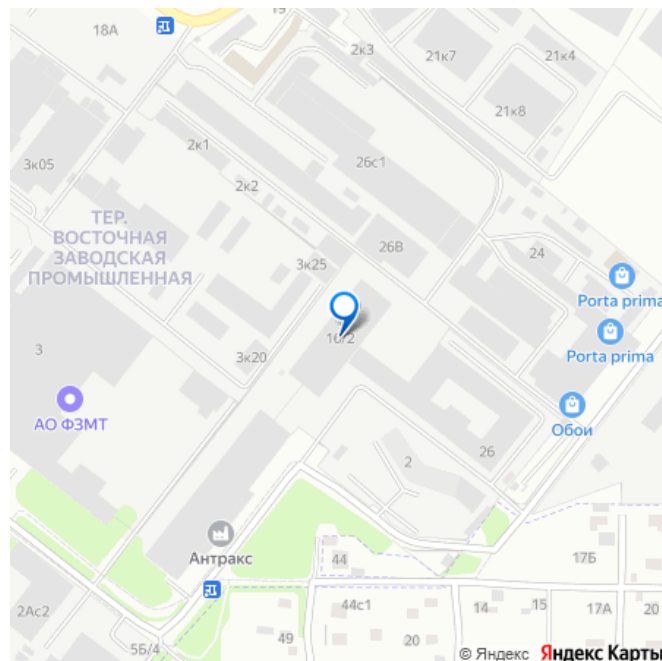 19
18А
2к3
21к7
21к4
21к8
2к1
3к05
26с1
2к2
ТЕР.
ВОСТОЧНАЯ
ЗАВОДСКАЯ
ПРОМЫШЛЕННАЯ
26В
24
3к25
Porta prima
16/2
3
3к20
Porta prima
АО ФЗМТ
Обои
26
2
Антракс
44
17Б
2Ас2
44с1
14
15
17А
20
5Б/4
49
20
© Яндекс Яндекс Карты